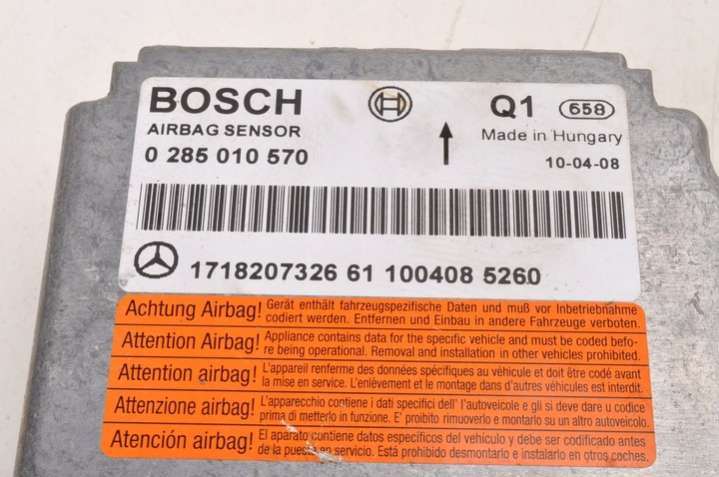 BOSCH
Q1 658
AIRBAG SENSOR
Made in Hungary
0 285 010 570
10-04-08
1718207326 61 100408 5260
Achtung Airbag! Gerät enthält fahrzeugspezifische Daten und muß vor Inbetriebnahme
codiert werden. Entfernen und Einbau in andere Fahrzeuge verboten.
Attention Airbag! Appliance contains data for the specific vehicle and must be coded befo-
re being operational. Removal and installation in other vehicles prohibited.
Attention airbag! L'appareil renferme des données spécifiques au véhicule et doit être codé avant
la mise en service. L'enlèvement et le montage dans d'autres véhicules est interdit.
Attenzione airbag! L'apparecchio contiene i dati specifici dell' l'autoveicolo e gli si deve dare u codice
prima di metterlo in funzione. E' proibito rimuoverlo e montarlo su un altro autoveicolo.
Atención airbag! El aparato contiene datos especificos del vehículo y debe ser codificado antes
de la puesta en servicio. Está prohibido desmontarlo e instalarlo en otros coches.